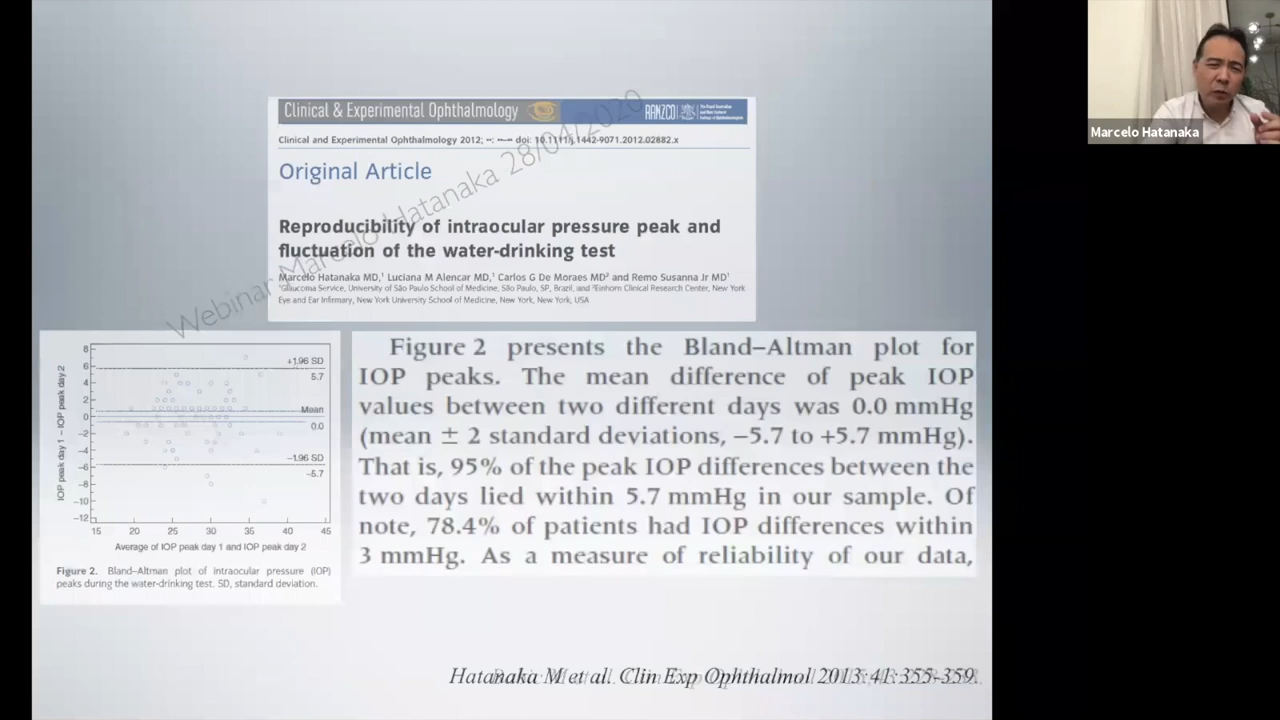 Clinical & Experimental Ophthalmology
RANZCO
Clinical and Experimental Ophthalmology 2012; doi: 10.1111/j.1442-9071.2012.02882.x
Original Article
Reproducibility of intraocular pressure peak and
fluctuation of the water-drinking test
Marcelo Hatanaka MD,¹ Luciana M Alencar MD,¹ Carlos G De Moraes MD² and Remo Susanna Jr MD¹
¹Glaucoma Service, University of São Paulo School of Medicine, São Paulo, SP, Brazil, and ²Einhorn Clinical Research Center, New York
Eye and Ear Infirmary, New York University School of Medicine, New York, New York, USA
Webinar Marcelo Hatanaka 28/04/2020
IOP peak day 1 – IOP peak day 2
8
6
4
2
0
−2
−4
−6
−8
−10
−12
+1.96 SD
5.7
Mean
0.0
−1.96 SD
−5.7
15 20 25 30 35 40 45
Average of IOP peak day 1 and IOP peak day 2
Figure 2. Bland–Altman plot of intraocular pressure (IOP)
peaks during the water-drinking test. SD, standard deviation.
Figure 2 presents the Bland–Altman plot for
IOP peaks. The mean difference of peak IOP
values between two different days was 0.0 mmHg
(mean ± 2 standard deviations, −5.7 to +5.7 mmHg).
That is, 95% of the peak IOP differences between the
two days lied within 5.7 mmHg in our sample. Of
note, 78.4% of patients had IOP differences within
3 mmHg. As a measure of reliability of our data,
Hatanaka M et al. Clin Exp Ophthalmol 2013;41:355–359.
Marcelo Hatanaka